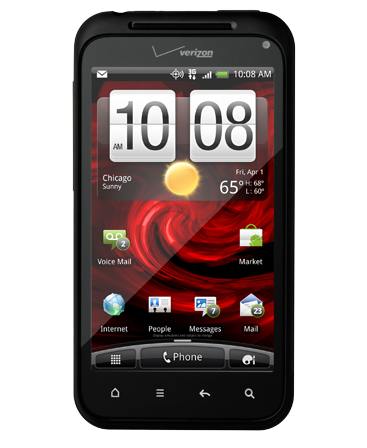 verizon
3G 10:08 AM
AM 10 08
Chicago Fri, Apr 1
Sunny 65° H: 68°
L: 60°
2
Voice Mail Market
7 23
Internet People Messages Mail
Phone